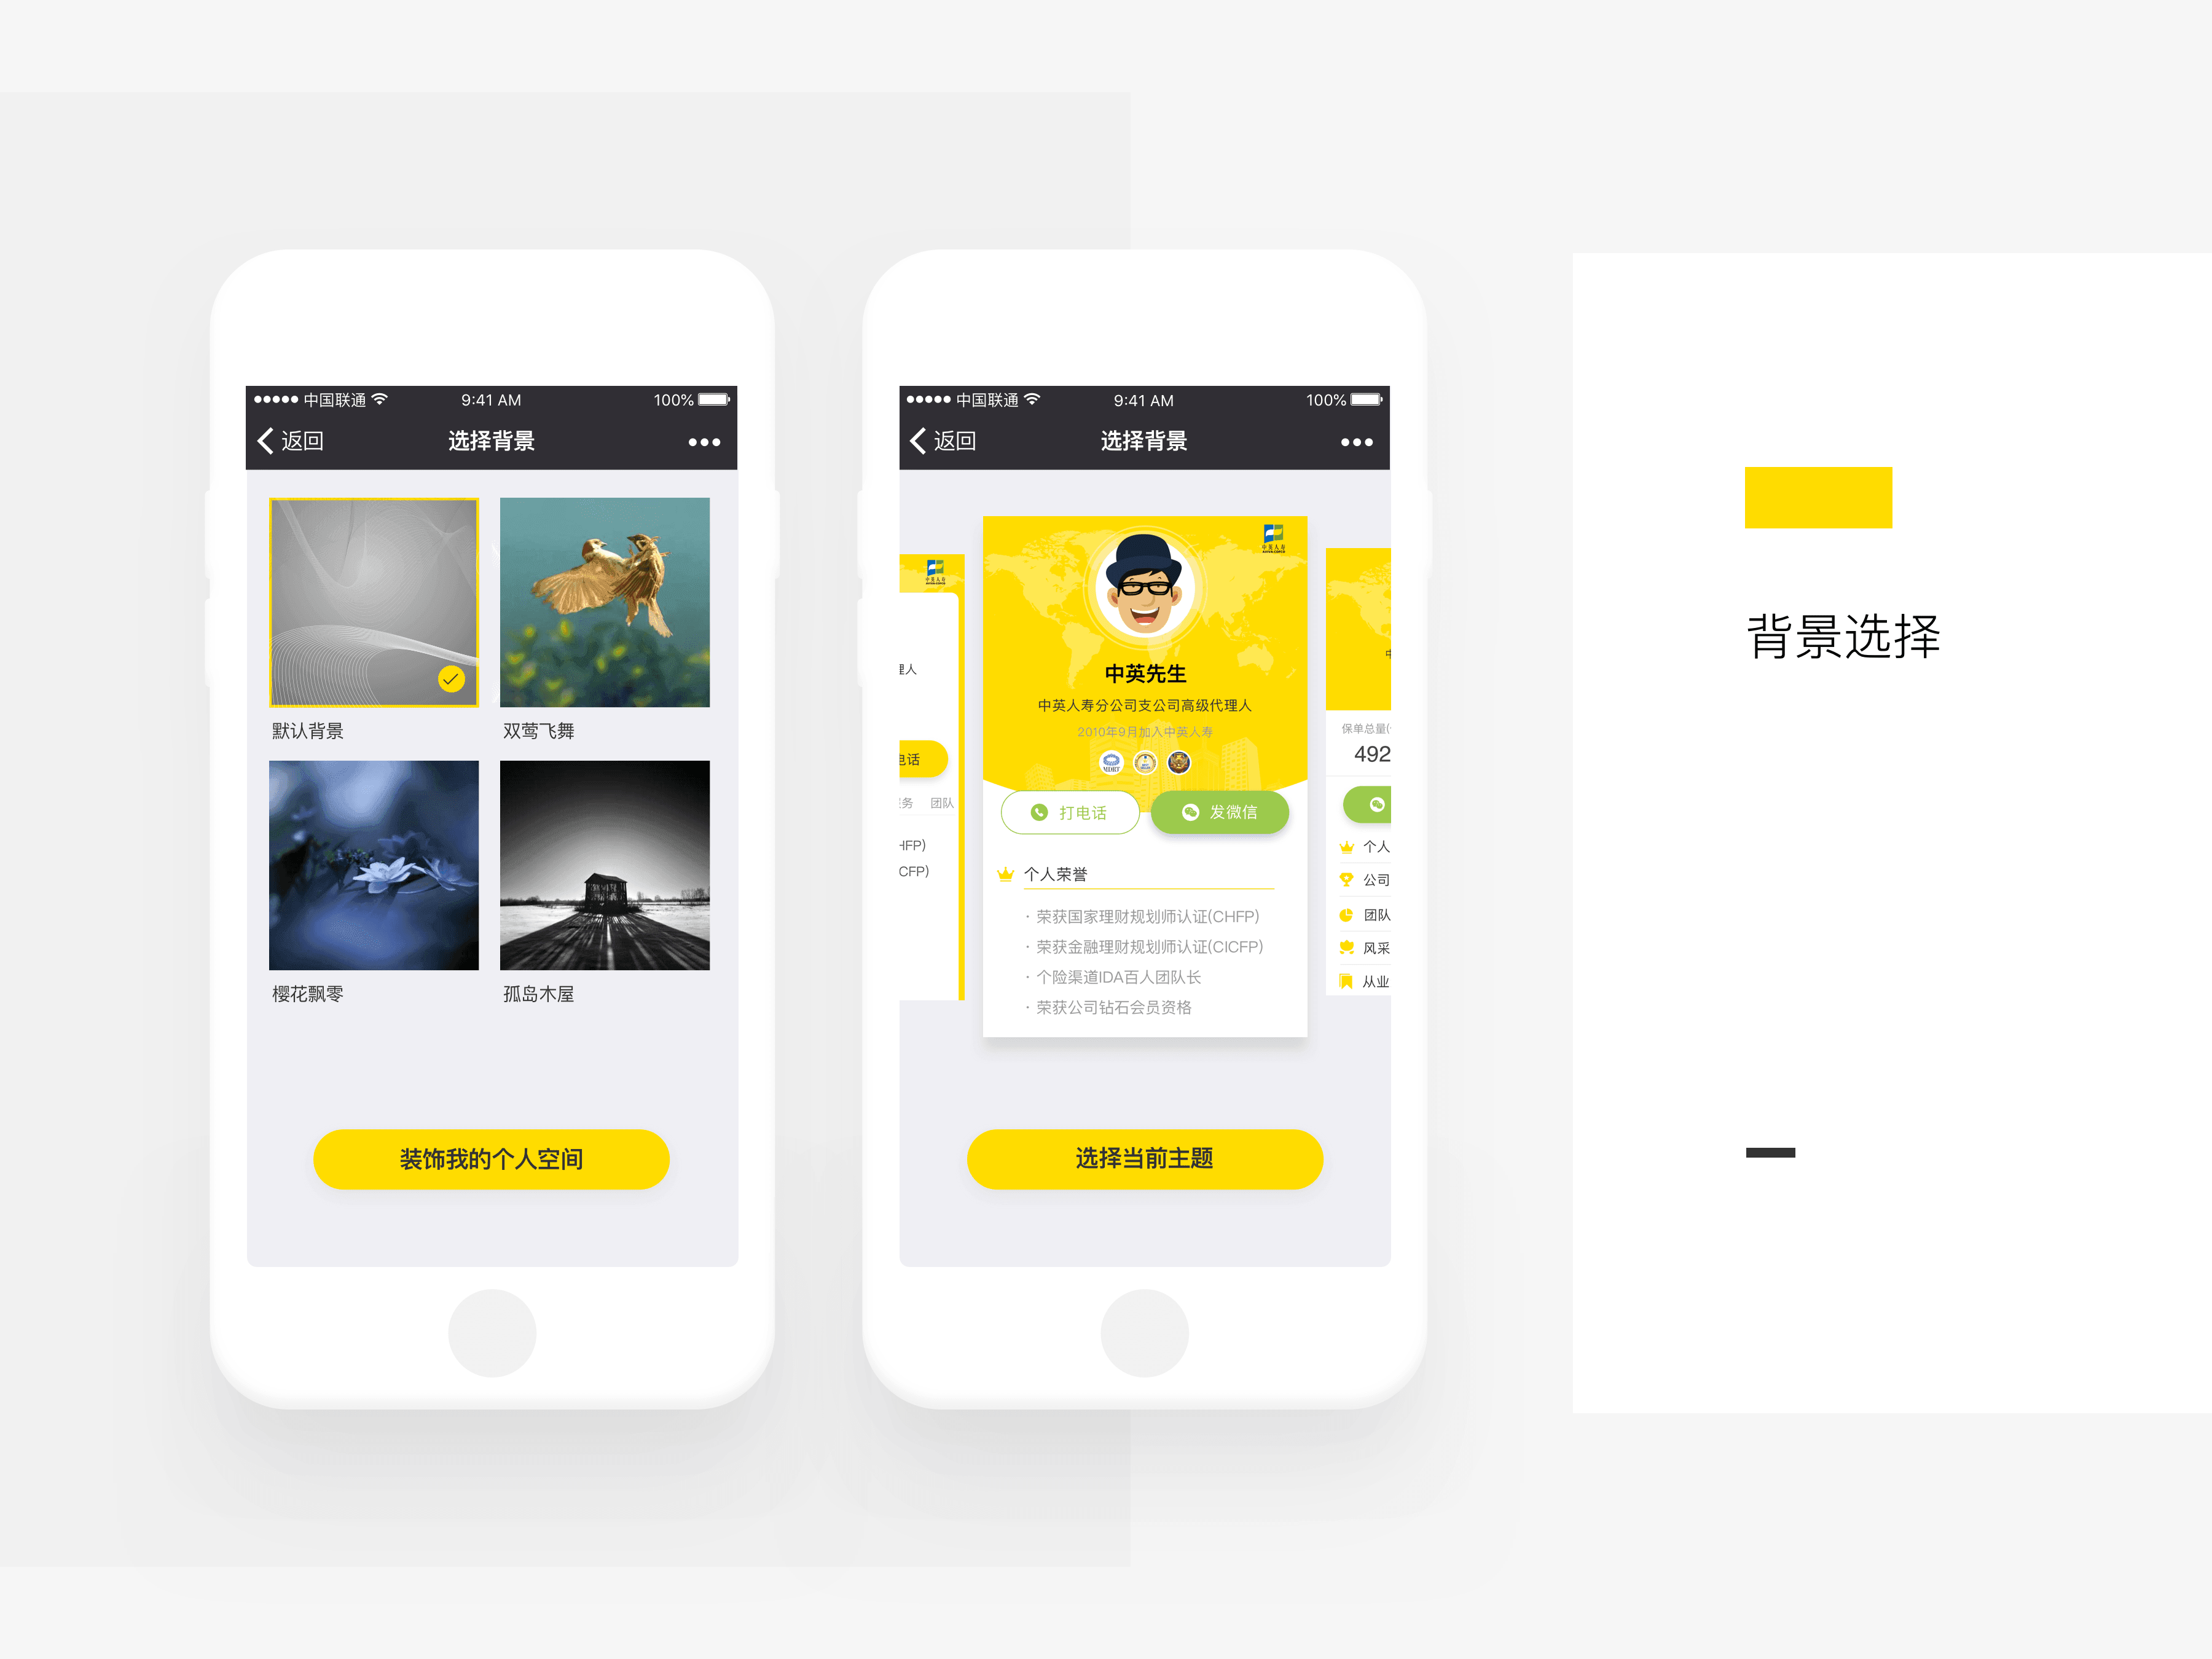 中国联通 9:41 AM 100%
返回 选择背景
默认背景 双莺飞舞
樱花飘零 孤岛木屋
装饰我的个人空间
中国联通 9:41 AM 100%
返回 选择背景
理人
电话
务 团队
HFP)
CFP)
中英人寿
中英人寿
中英先生
中英人寿分公司支公司高级代理人
2010年9月加入中英人寿
打电话 发微信
个人荣誉
· 荣获国家理财规划师认证(CHFP)
· 荣获金融理财规划师认证(CICFP)
· 个险渠道IDA百人团队长
· 荣获公司钻石会员资格
保单总量(
492
个人
公司
团队
风采
从业
选择当前主题
背景选择